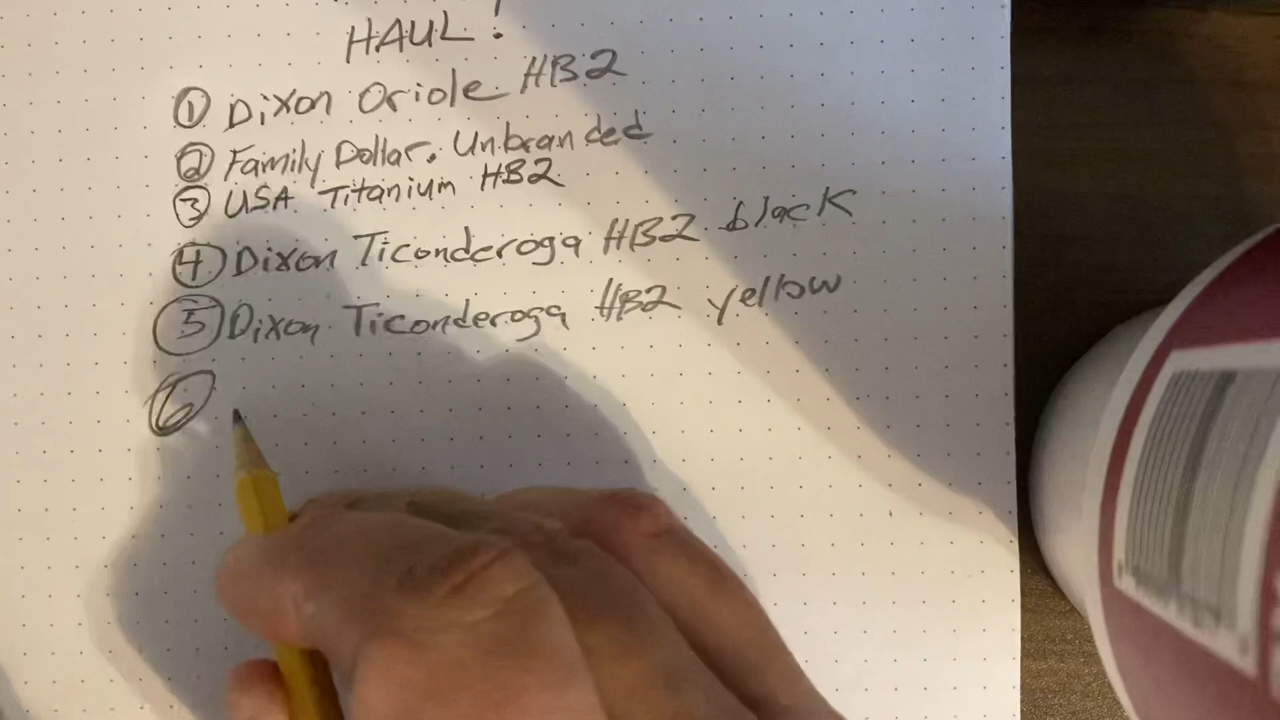 HAUL!
① Dixon Oriole HB2
② Family Dollar. Unbranded
③ USA Titanium HB2
④ Dixon Ticonderoga HB2 black
⑤ Dixon Ticonderoga HB2 yellow
⑥